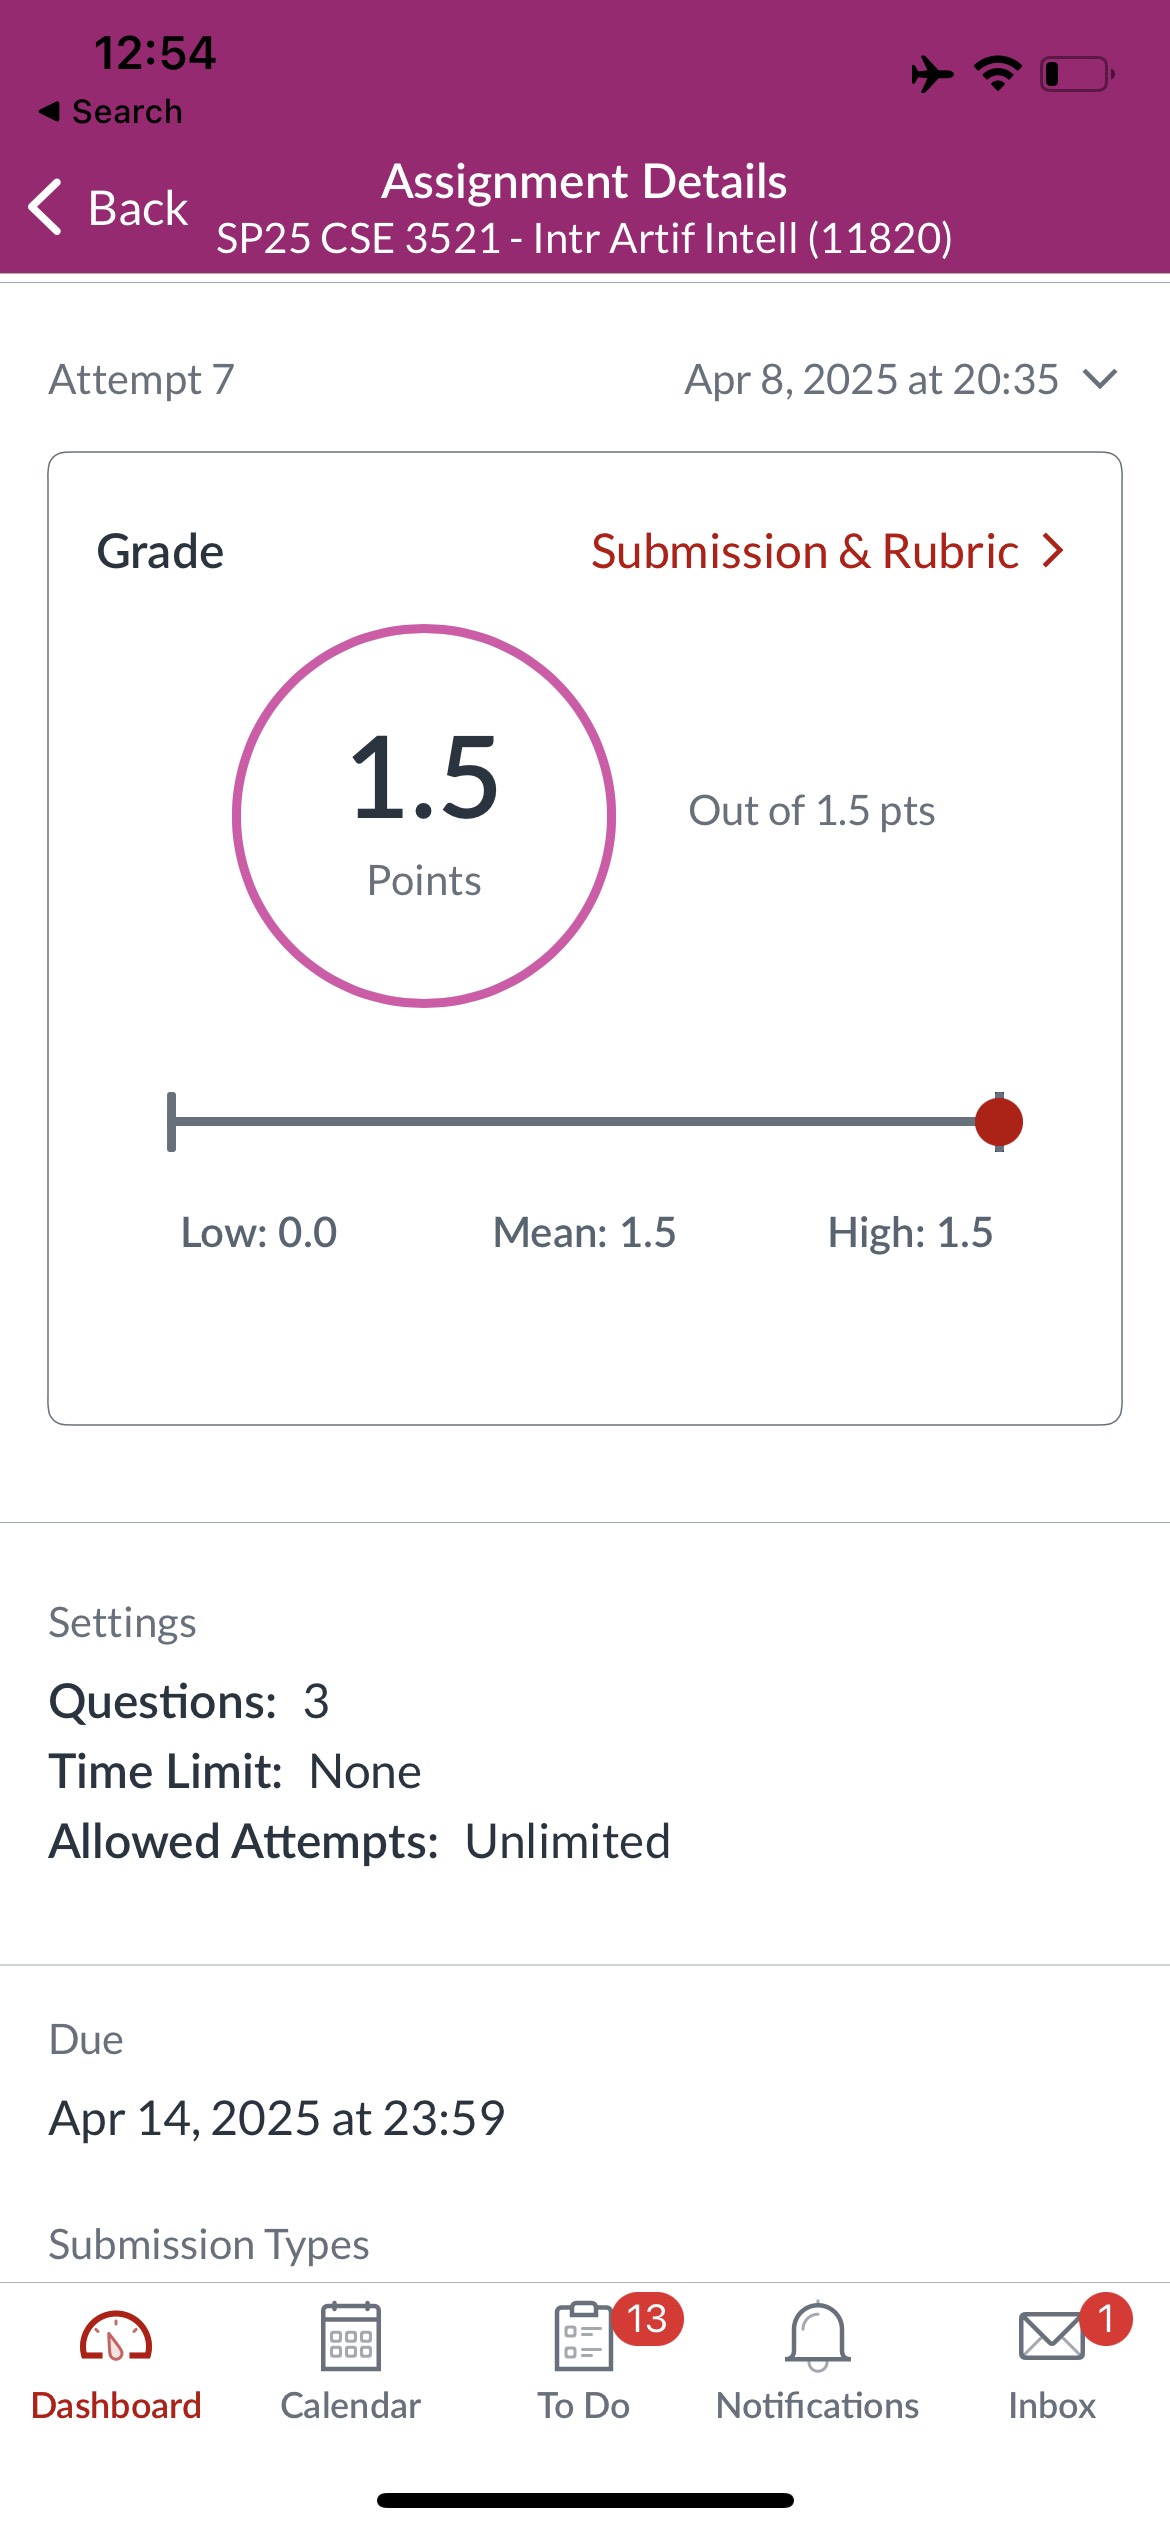 12:54
Search
Back
Assignment Details
SP25 CSE 3521 - Intr Artif Intell (11820)
Attempt 7
Apr 8, 2025 at 20:35
Grade
Submission & Rubric
1.5
Points
Out of 1.5 pts
Low: 0.0
Mean: 1.5
High: 1.5
Settings
Questions: 3
Time Limit: None
Allowed Attempts: Unlimited
Due
Apr 14, 2025 at 23:59
Submission Types
13
1
Dashboard
Calendar
To Do
Notifications
Inbox